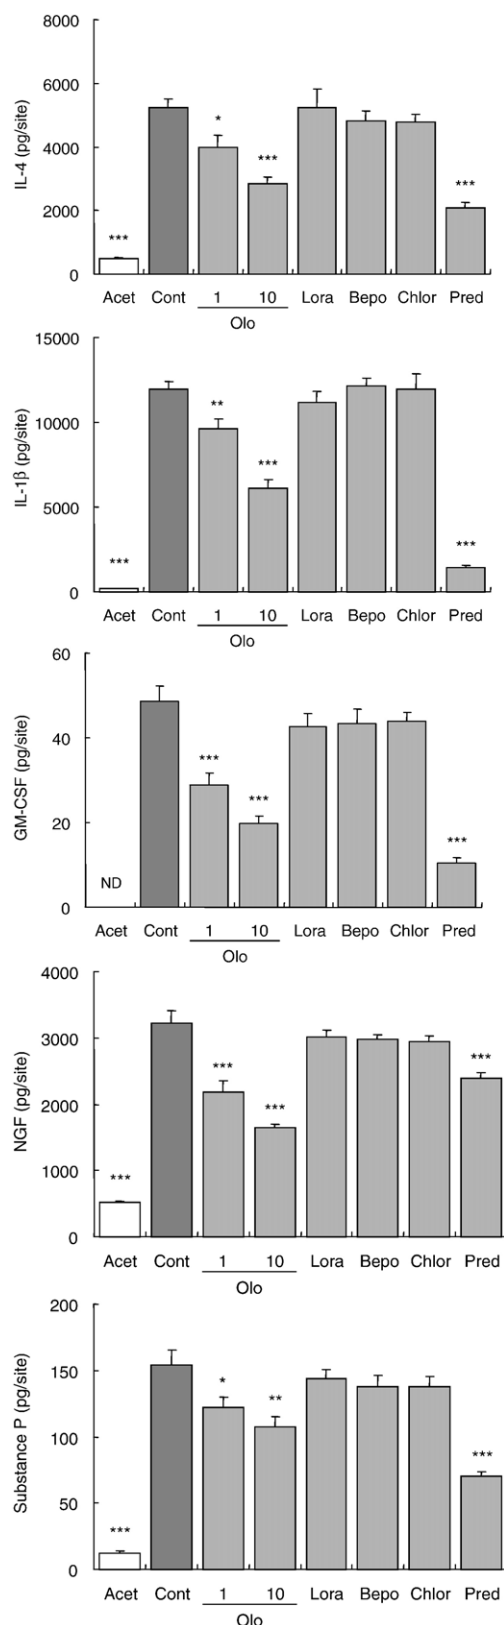 8000
6000
4000
2000
0
IL-4 (pg/site)
***
*
***
***
Acet Cont 1 10 Lora Bepo Chlor Pred
Olo
15000
10000
5000
0
IL-1β (pg/site)
***
**
***
***
Acet Cont 1 10 Lora Bepo Chlor Pred
Olo
60
40
20
0
GM-CSF (pg/site)
ND
***
***
***
Acet Cont 1 10 Lora Bepo Chlor Pred
Olo
4000
3000
2000
1000
0
NGF (pg/site)
***
***
***
***
Acet Cont 1 10 Lora Bepo Chlor Pred
Olo
200
150
100
50
0
Substance P (pg/site)
***
*
**
***
Acet Cont 1 10 Lora Bepo Chlor Pred
Olo